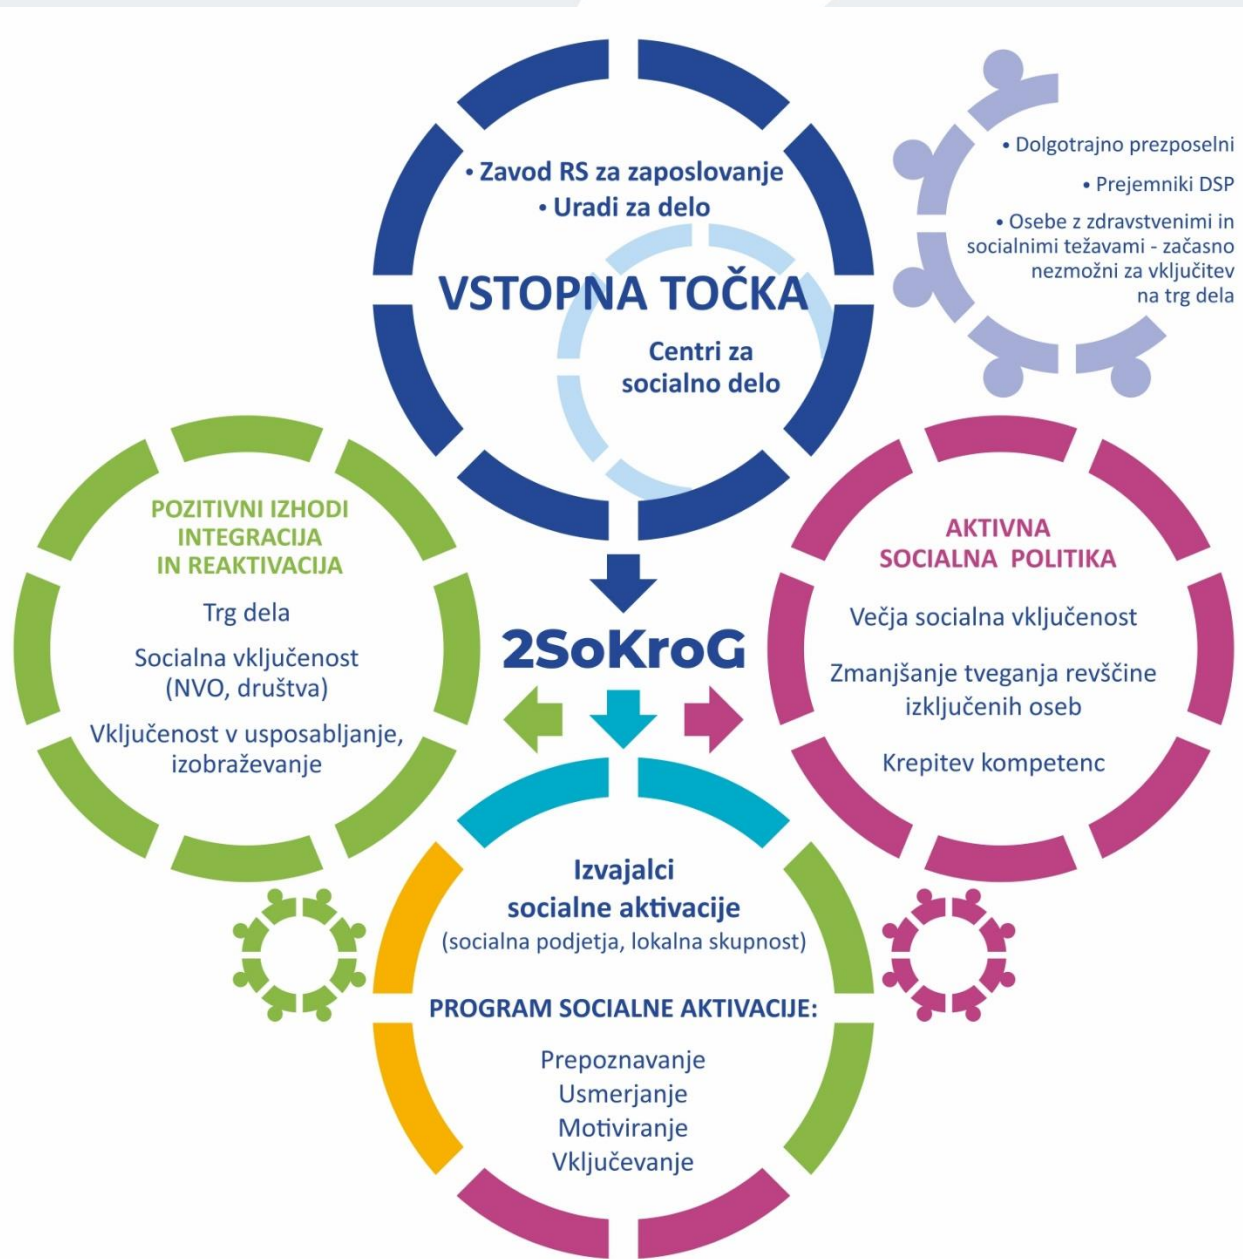 • Zavod RS za zaposlovanje
• Uradi za delo
VSTOPNA TOČKA
Centri za
socialno delo
• Dolgotrajno prezposelni
• Prejemniki DSP
• Osebe z zdravstvenimi in
socialnimi težavami - začasno
nezmožni za vključitev
na trg dela
POZITIVNI IZHODI
INTEGRACIJA
IN REAKTIVACIJA
Trg dela
Socialna vključenost
(NVO, društva)
Vključenost v usposabljanje,
izobraževanje
2SoKroG
AKTIVNA
SOCIALNA POLITIKA
Večja socialna vključenost
Zmanjšanje tveganja revščine
izključenih oseb
Krepitev kompetenc
Izvajalci
socialne aktivacije
(socialna podjetja, lokalna skupnost)
PROGRAM SOCIALNE AKTIVACIJE:
Prepoznavanje
Usmerjanje
Motiviranje
Vključevanje